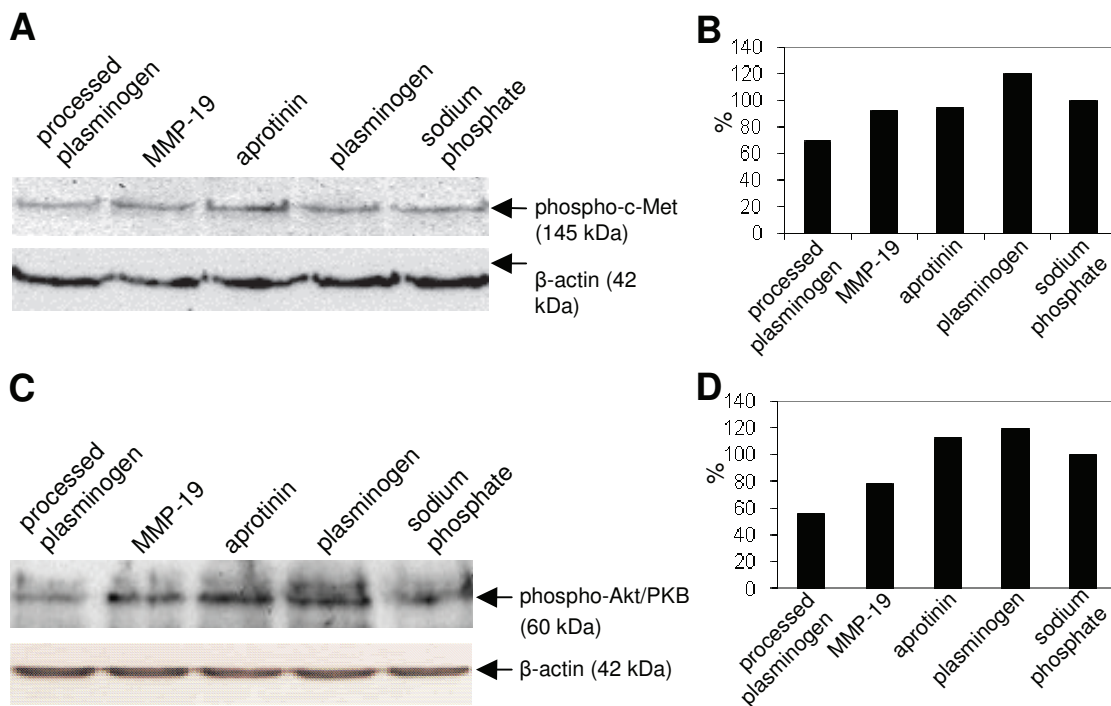 A
processed
plasminogen
MMP-19
aprotinin
plasminogen
sodium
phosphate
phospho-c-Met
(145 kDa)
β-actin (42
kDa)
B
140
120
100
80
60
40
20
0
%
processed
plasminogen
MMP-19
aprotinin
plasminogen
sodium
phosphate
C
processed
plasminogen
MMP-19
aprotinin
plasminogen
sodium
phosphate
phospho-Akt/PKB
(60 kDa)
β-actin (42 kDa)
D
140
120
100
80
60
40
20
0
%
processed
plasminogen
MMP-19
aprotinin
plasminogen
sodium
phosphate